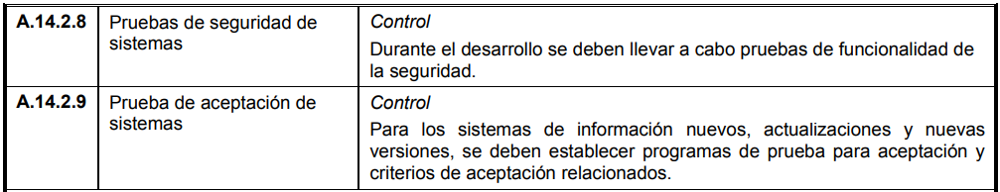 A.14.2.8 Pruebas de seguridad de Control
sistemas
Durante el desarrollo se deben llevar a cabo pruebas de funcionalidad de
la seguridad.
A.14.2.9 Prueba de aceptación de Control
sistemas
Para los sistemas de información nuevos, actualizaciones y nuevas
versiones, se deben establecer programas de prueba para aceptación y
criterios de aceptación relacionados.